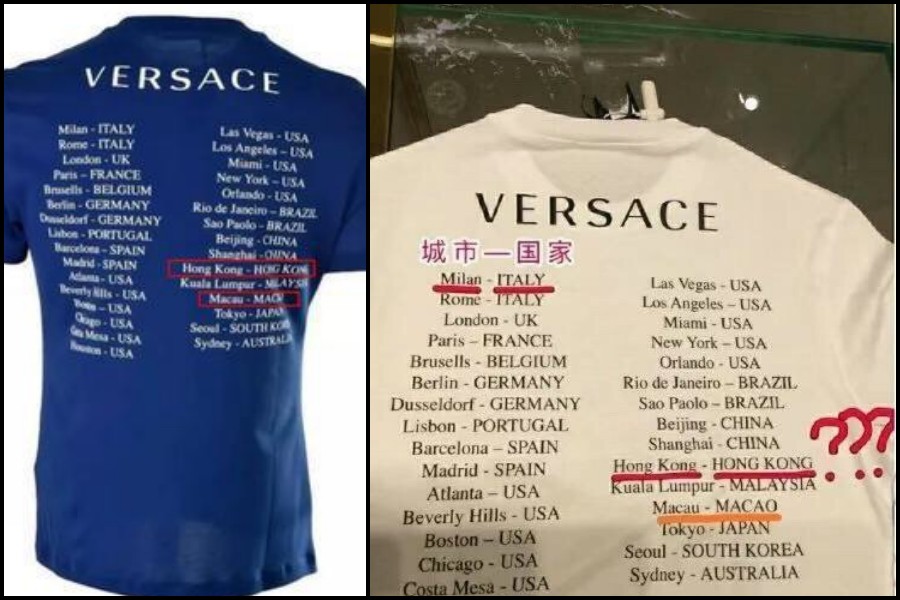 VERSACE
Milan - ITALY
Rome - ITALY
London - UK
Paris – FRANCE
Brusells - BELGIUM
Berlin - GERMANY
Dusseldorf - GERMANY
Lisbon - PORTUGAL
Barcelona – SPAIN
Madrid - SPAIN
Atlanta – USA
Beverly Hills - USA
Boston – USA
Chicago - USA
Costa Mesa - USA
Houston - USA
Las Vegas - USA
Los Angeles – USA
Miami - USA
New York – USA
Orlando - USA
Rio de Janeiro – BRAZIL
Sao Paolo – BRAZIL
Beijing - CHINA
Shanghai - CHINA
Hong Kong - HONG KONG
Kuala Lumpur - MALAYSIA
Macau - MACAO
Tokyo - JAPAN
Seoul - SOUTH KOREA
Sydney - AUSTRALIA
VERSACE
城市—国家
Milan - ITALY
Rome - ITALY
London - UK
Paris – FRANCE
Brusells - BELGIUM
Berlin - GERMANY
Dusseldorf - GERMANY
Lisbon - PORTUGAL
Barcelona – SPAIN
Madrid - SPAIN
Atlanta – USA
Beverly Hills - USA
Boston – USA
Chicago - USA
Costa Mesa - USA
Las Vegas - USA
Los Angeles – USA
Miami - USA
New York – USA
Orlando - USA
Rio de Janeiro – BRAZIL
Sao Paolo – BRAZIL
Beijing - CHINA
Shanghai - CHINA
Hong Kong - HONG KONG ???
Kuala Lumpur - MALAYSIA
Macau - MACAO
Tokyo - JAPAN
Seoul - SOUTH KOREA
Sydney - AUSTRALIA